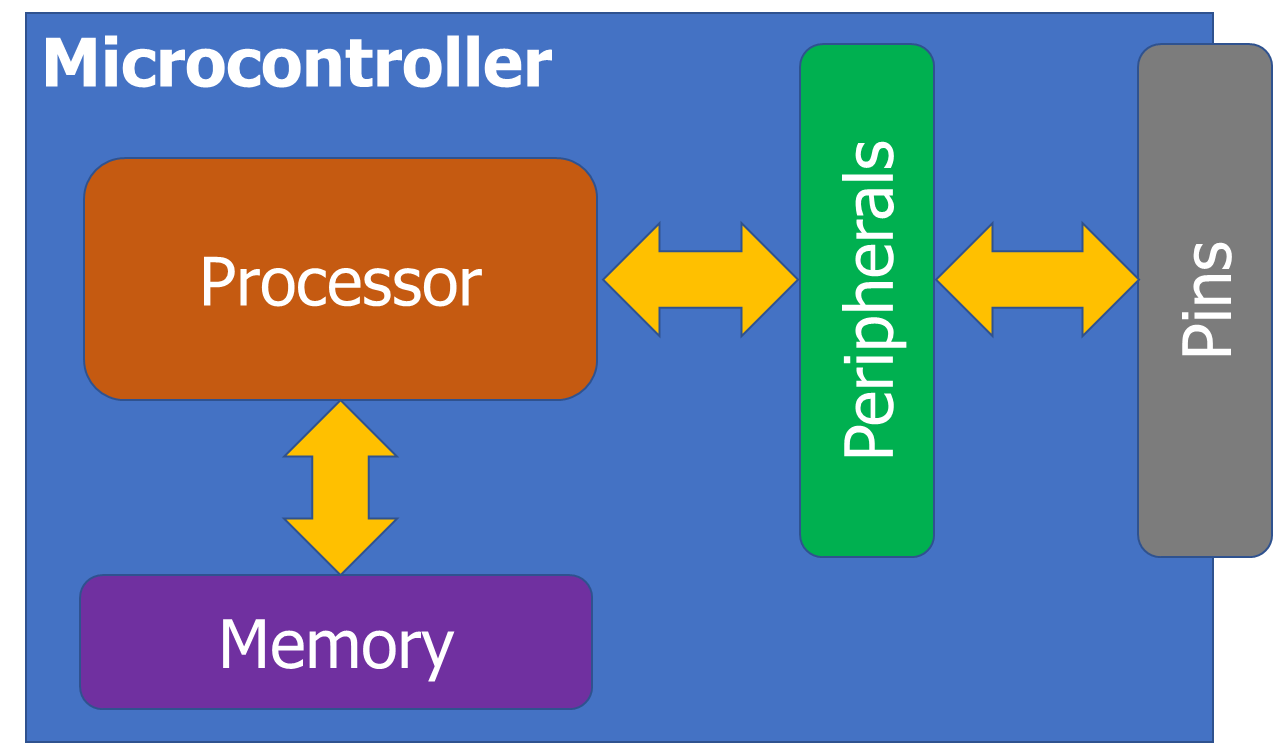 Microcontroller
Processor
Peripherals
Pins
Memory